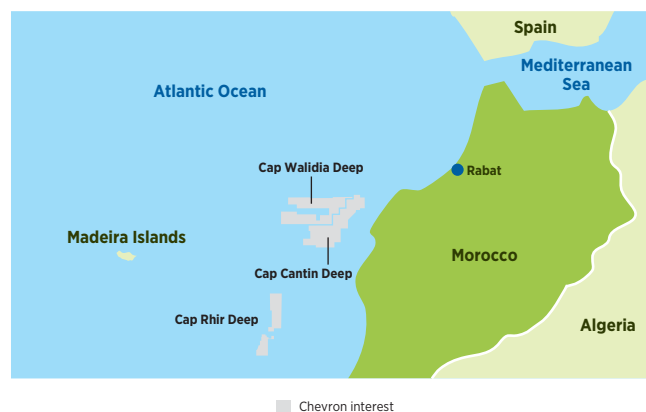 Spain
Mediterranean
Sea
Atlantic Ocean
Cap Walidia Deep
Rabat
Madeira Islands
Morocco
Cap Cantin Deep
Cap Rhir Deep
Algeria
Chevron interest